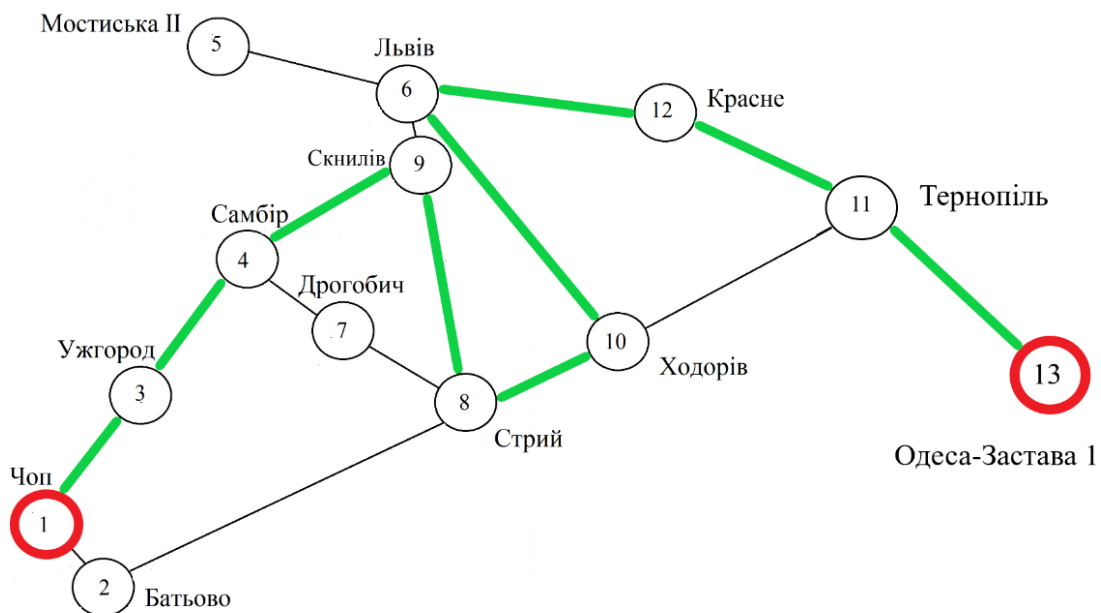 Мостиська II
5
Львів
6
12
Красне
Скнилів
9
11
Тернопіль
Самбір
4
Дрогобич
7
10
Ходорів
Ужгород
3
13
8
Стрий
Одеса-Застава 1
Чоп
1
2
Батьово